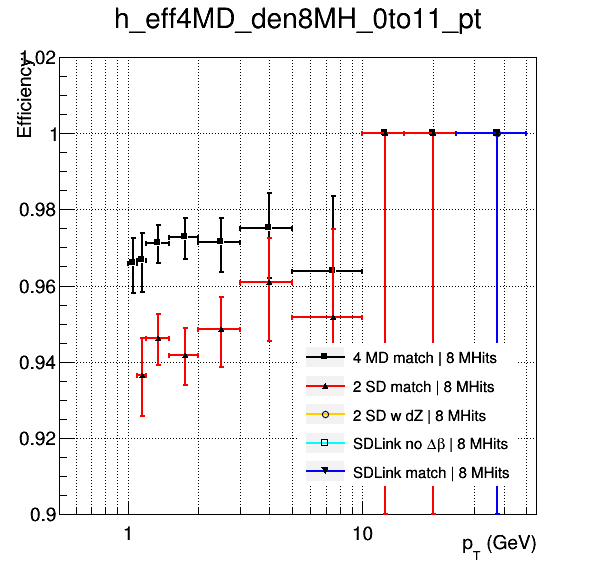 h_eff4MD_den8MH_0to11_pt
Efficiency
1.02
1
0.98
0.96
0.94
0.92
0.9
4 MD match | 8 MHits
2 SD match | 8 MHits
2 SD w dZ | 8 MHits
SDLink no Δβ | 8 MHits
SDLink match | 8 MHits
1
10
p_T (GeV)